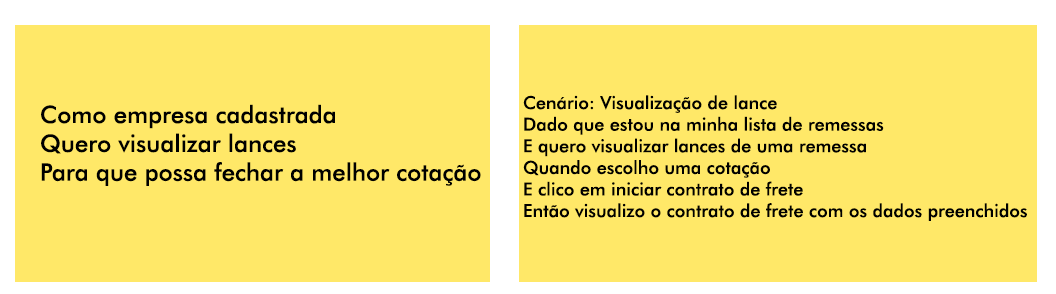 Como empresa cadastrada
Quero visualizar lances
Para que possa fechar a melhor cotação
Cenário: Visualização de lance
Dado que estou na minha lista de remessas
E quero visualizar lances de uma remessa
Quando escolho uma cotação
E clico em iniciar contrato de frete
Então visualizo o contrato de frete com os dados preenchidos